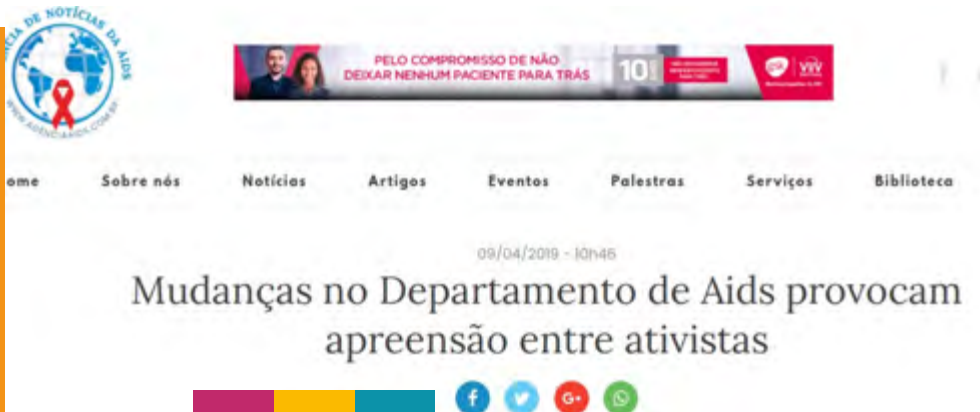 AGÊNCIA DE NOTÍCIAS DA AIDS
WWW.AGENCIAAIDS.COM.BR
PELO COMPROMISSO DE NÃO
DEIXAR NENHUM PACIENTE PARA TRÁS
10
gsk
ViiV
ome
Sobre nós
Notícias
Artigos
Eventos
Palestras
Serviços
Biblioteca
09/04/2019 - 10h46
Mudanças no Departamento de Aids provocam
apreensão entre ativistas
f
G+